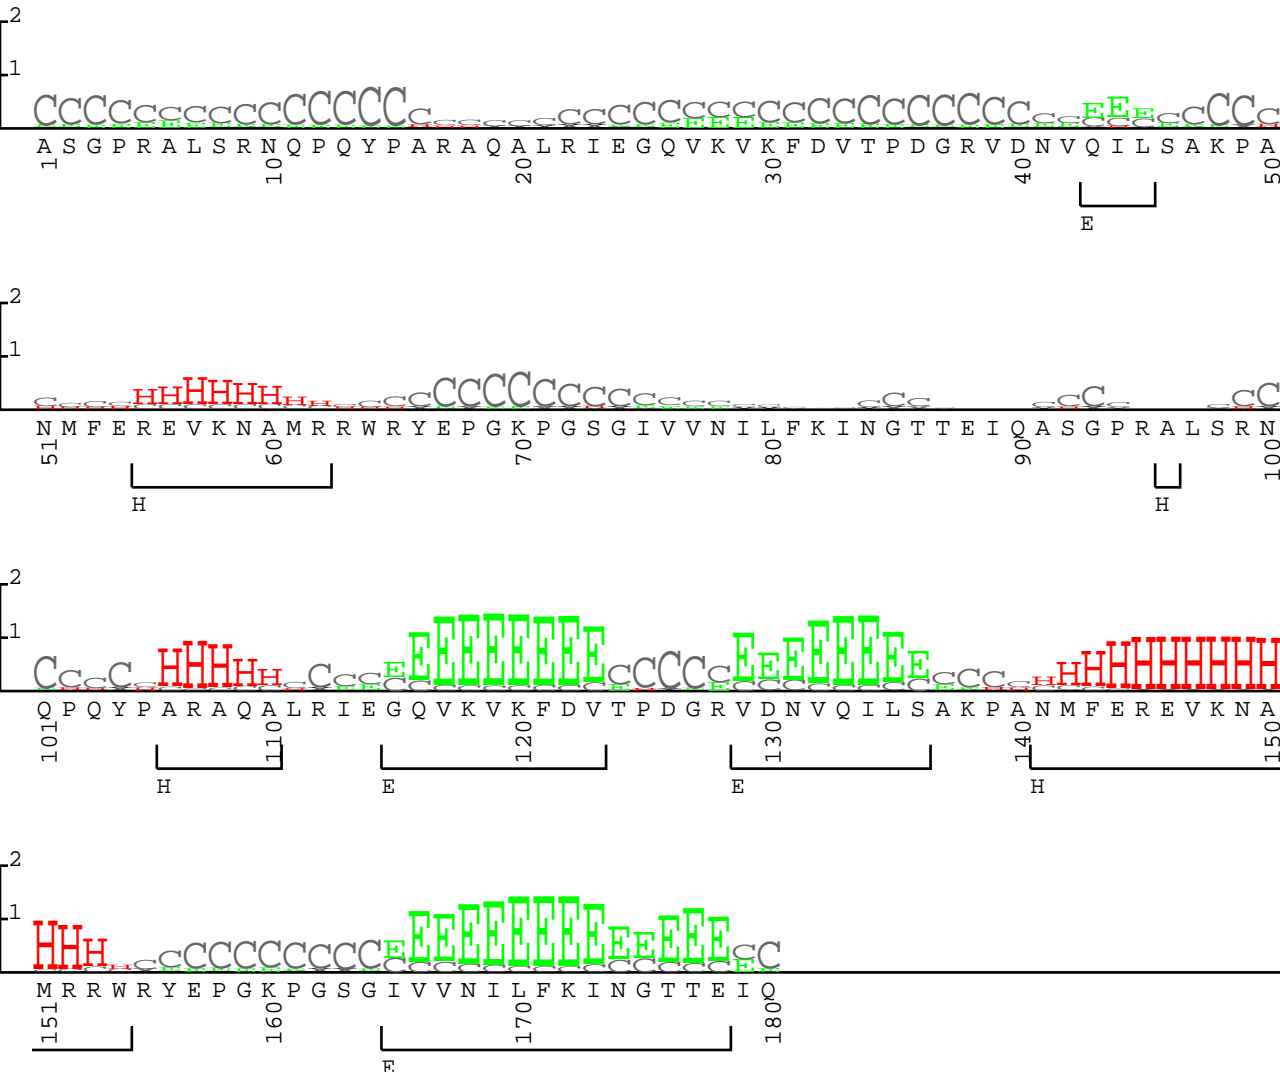 2
1
C C C C C C C C C C C C C C C C C C C C C C C C C C C C C C C C C C C C C C C C C C E E E C C C C C
A S G P R A L S R N Q P Q Y P A R A Q A L R I E G Q V K V K F D V T P D G R V D N V Q I L S A K P A
1 10 20 30 40 50
E
2
1
C C C C H H H H H H H H C C C C C C C C C C C C C C C C C C C C C C C C
N M F E R E V K N A M R R W R Y E P G K P G S G I V V N I L F K I N G T T E I Q A S G P R A L S R N
51 60 70 80 90 100
H H
2
1
C C C C C H H H H H C C C C E E E E E E E E E C C C C C E E E E E E E E C C C C H H H H H H H H H H
Q P Q Y P A R A Q A L R I E G Q V K V K F D V T P D G R V D N V Q I L S A K P A N M F E R E V K N A
101 110 120 130 140 150
H E E H
2
1
H H H H C C C C C C C C C C E E E E E E E E E E E E E E C C
M R R W R Y E P G K P G S G I V V N I L F K I N G T T E I Q
151 160 170 180
E